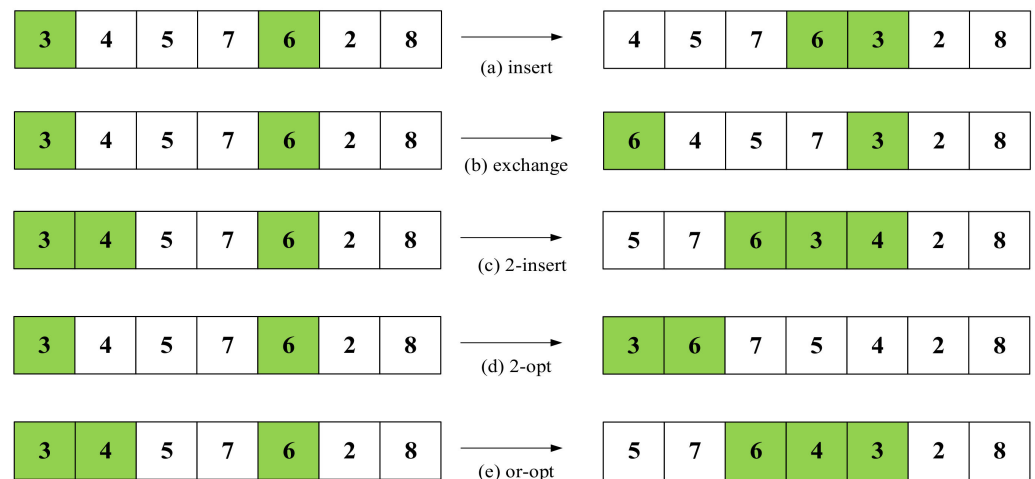 3 4 5 7 6 2 8 4 5 7 6 3 2 8
(a) insert
3 4 5 7 6 2 8 6 4 5 7 3 2 8
(b) exchange
3 4 5 7 6 2 8 5 7 6 3 4 2 8
(c) 2-insert
3 4 5 7 6 2 8 3 6 7 5 4 2 8
(d) 2-opt
3 4 5 7 6 2 8 5 7 6 4 3 2 8
(e) or-opt